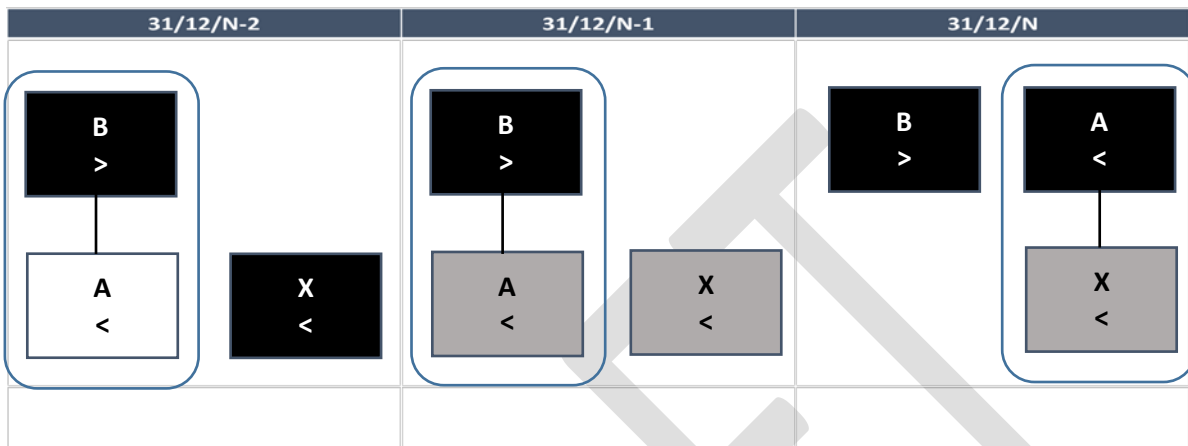 31/12/N-2 31/12/N-1 31/12/N
B B B A
> > > <
A X A X X
< < < < <